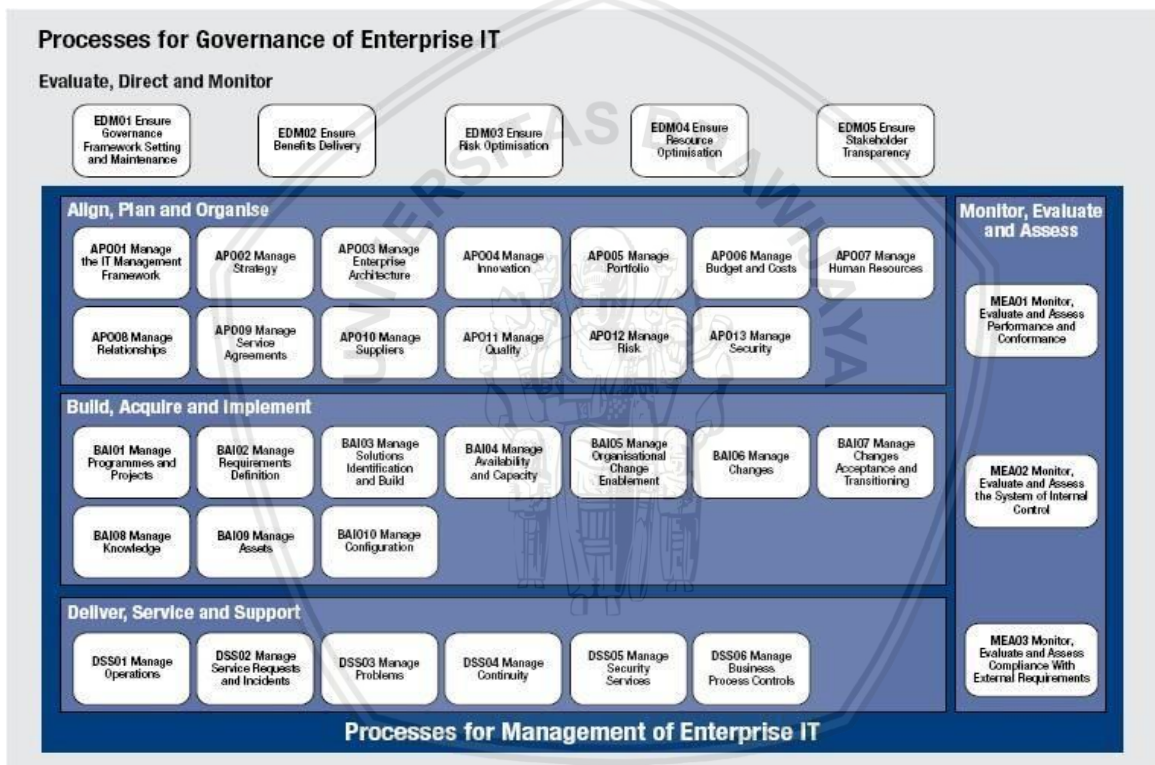 Processes for Governance of Enterprise IT
Evaluate, Direct and Monitor
EDM01 Ensure
Governance
Framework Setting
and Maintenance
EDM02 Ensure
Benefits Delivery
EDM03 Ensure
Risk Optimisation
EDM04 Ensure
Resource
Optimisation
EDM05 Ensure
Stakeholder
Transparency
Align, Plan and Organise
APO01 Manage
the IT Management
Framework
APO02 Manage
Strategy
APO03 Manage
Enterprise
Architecture
APO04 Manage
Innovation
APO05 Manage
Portfolio
APO06 Manage
Budget and Costs
APO07 Manage
Human Resources
APO08 Manage
Relationships
APO09 Manage
Service
Agreements
APO10 Manage
Suppliers
APO11 Manage
Quality
APO12 Manage
Risk
APO13 Manage
Security
Build, Acquire and Implement
BAI01 Manage
Programmes and
Projects
BAI02 Manage
Requirements
Definition
BAI03 Manage
Solutions
Identification
and Build
BAI04 Manage
Availability
and Capacity
BAI05 Manage
Organisational
Change
Enablement
BAI06 Manage
Changes
BAI07 Manage
Changes
Acceptance and
Transitioning
BAI08 Manage
Knowledge
BAI09 Manage
Assets
BAI010 Manage
Configuration
Deliver, Service and Support
DSS01 Manage
Operations
DSS02 Manage
Service Requests
and Incidents
DSS03 Manage
Problems
DSS04 Manage
Continuity
DSS05 Manage
Security
Services
DSS06 Manage
Business
Process Controls
Monitor, Evaluate
and Assess
MEA01 Monitor,
Evaluate and Assess
Performance and
Conformance
MEA02 Monitor,
Evaluate and Assess
the System of Internal
Control
MEA03 Monitor,
Evaluate and Assess
Compliance With
External Requirements
Processes for Management of Enterprise IT
UNIVERSITAS BRAWIJAYA